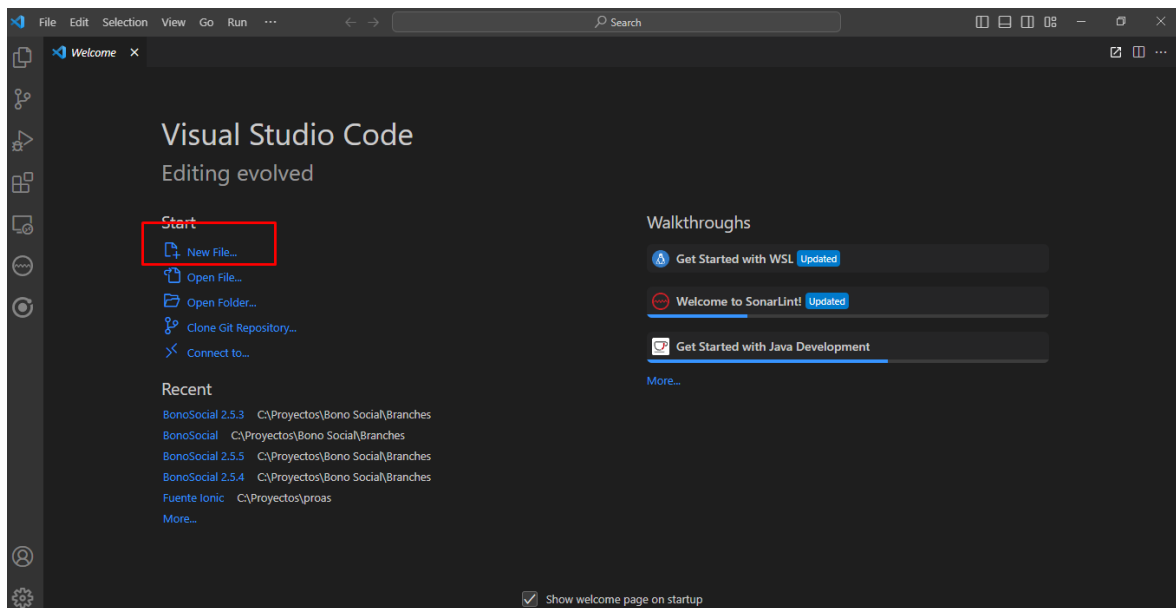 File Edit Selection View Go Run ···
Search
Welcome
Visual Studio Code
Editing evolved
Start
New File...
Open File...
Open Folder...
Clone Git Repository...
Connect to...
Recent
BonoSocial 2.5.3 C:\Proyectos\Bono Social\Branches
BonoSocial C:\Proyectos\Bono Social\Branches
BonoSocial 2.5.5 C:\Proyectos\Bono Social\Branches
BonoSocial 2.5.4 C:\Proyectos\Bono Social\Branches
Fuente Ionic C:\Proyectos\proas
More...
Walkthroughs
Get Started with WSL Updated
Welcome to SonarLint! Updated
Get Started with Java Development
More...
Show welcome page on startup